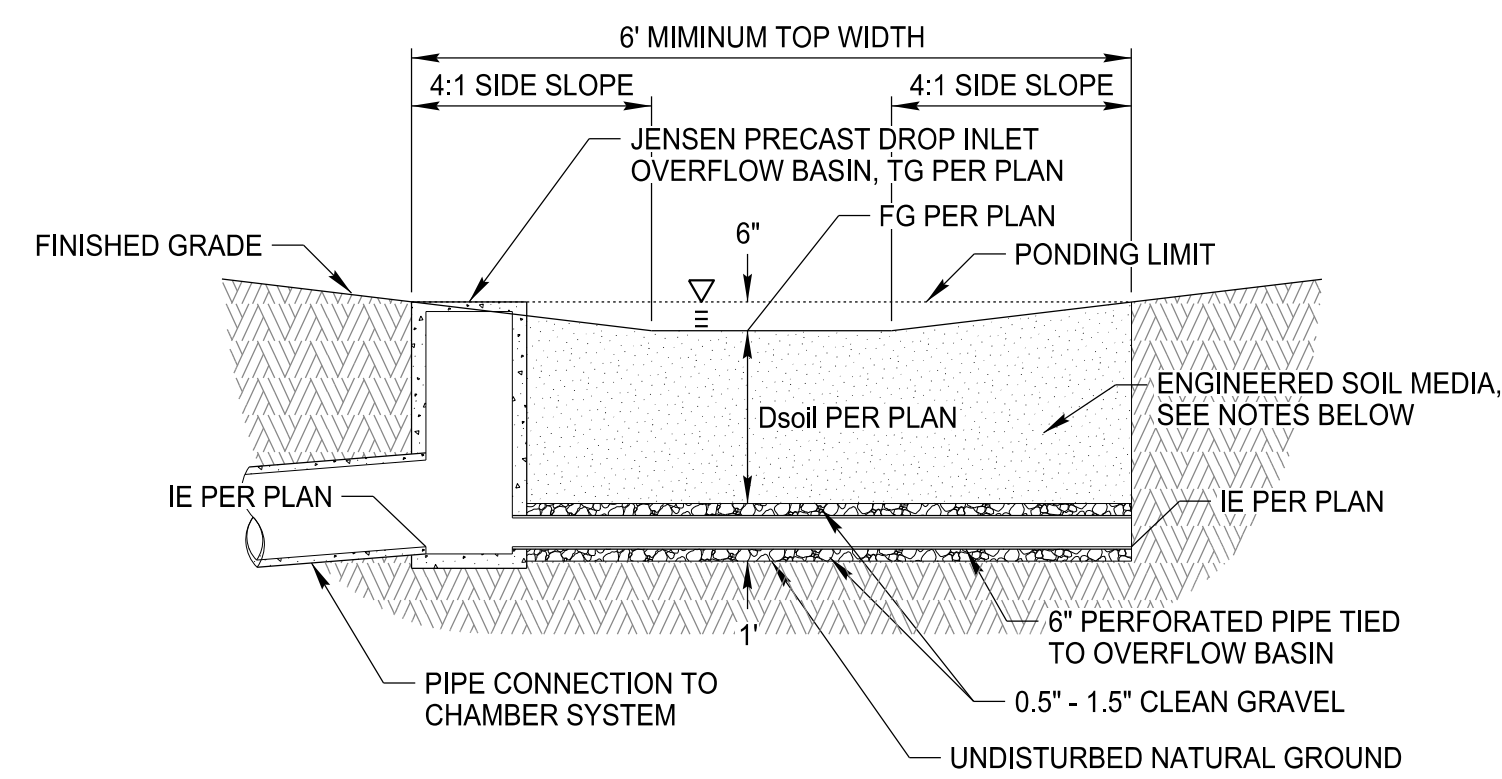 6' MIMINUM TOP WIDTH
4:1 SIDE SLOPE
4:1 SIDE SLOPE
JENSEN PRECAST DROP INLET
OVERFLOW BASIN, TG PER PLAN
FG PER PLAN
6"
FINISHED GRADE
PONDING LIMIT
ENGINEERED SOIL MEDIA,
SEE NOTES BELOW
Dsoil PER PLAN
IE PER PLAN
IE PER PLAN
6" PERFORATED PIPE TIED
TO OVERFLOW BASIN
1'
PIPE CONNECTION TO
CHAMBER SYSTEM
0.5" - 1.5" CLEAN GRAVEL
UNDISTURBED NATURAL GROUND